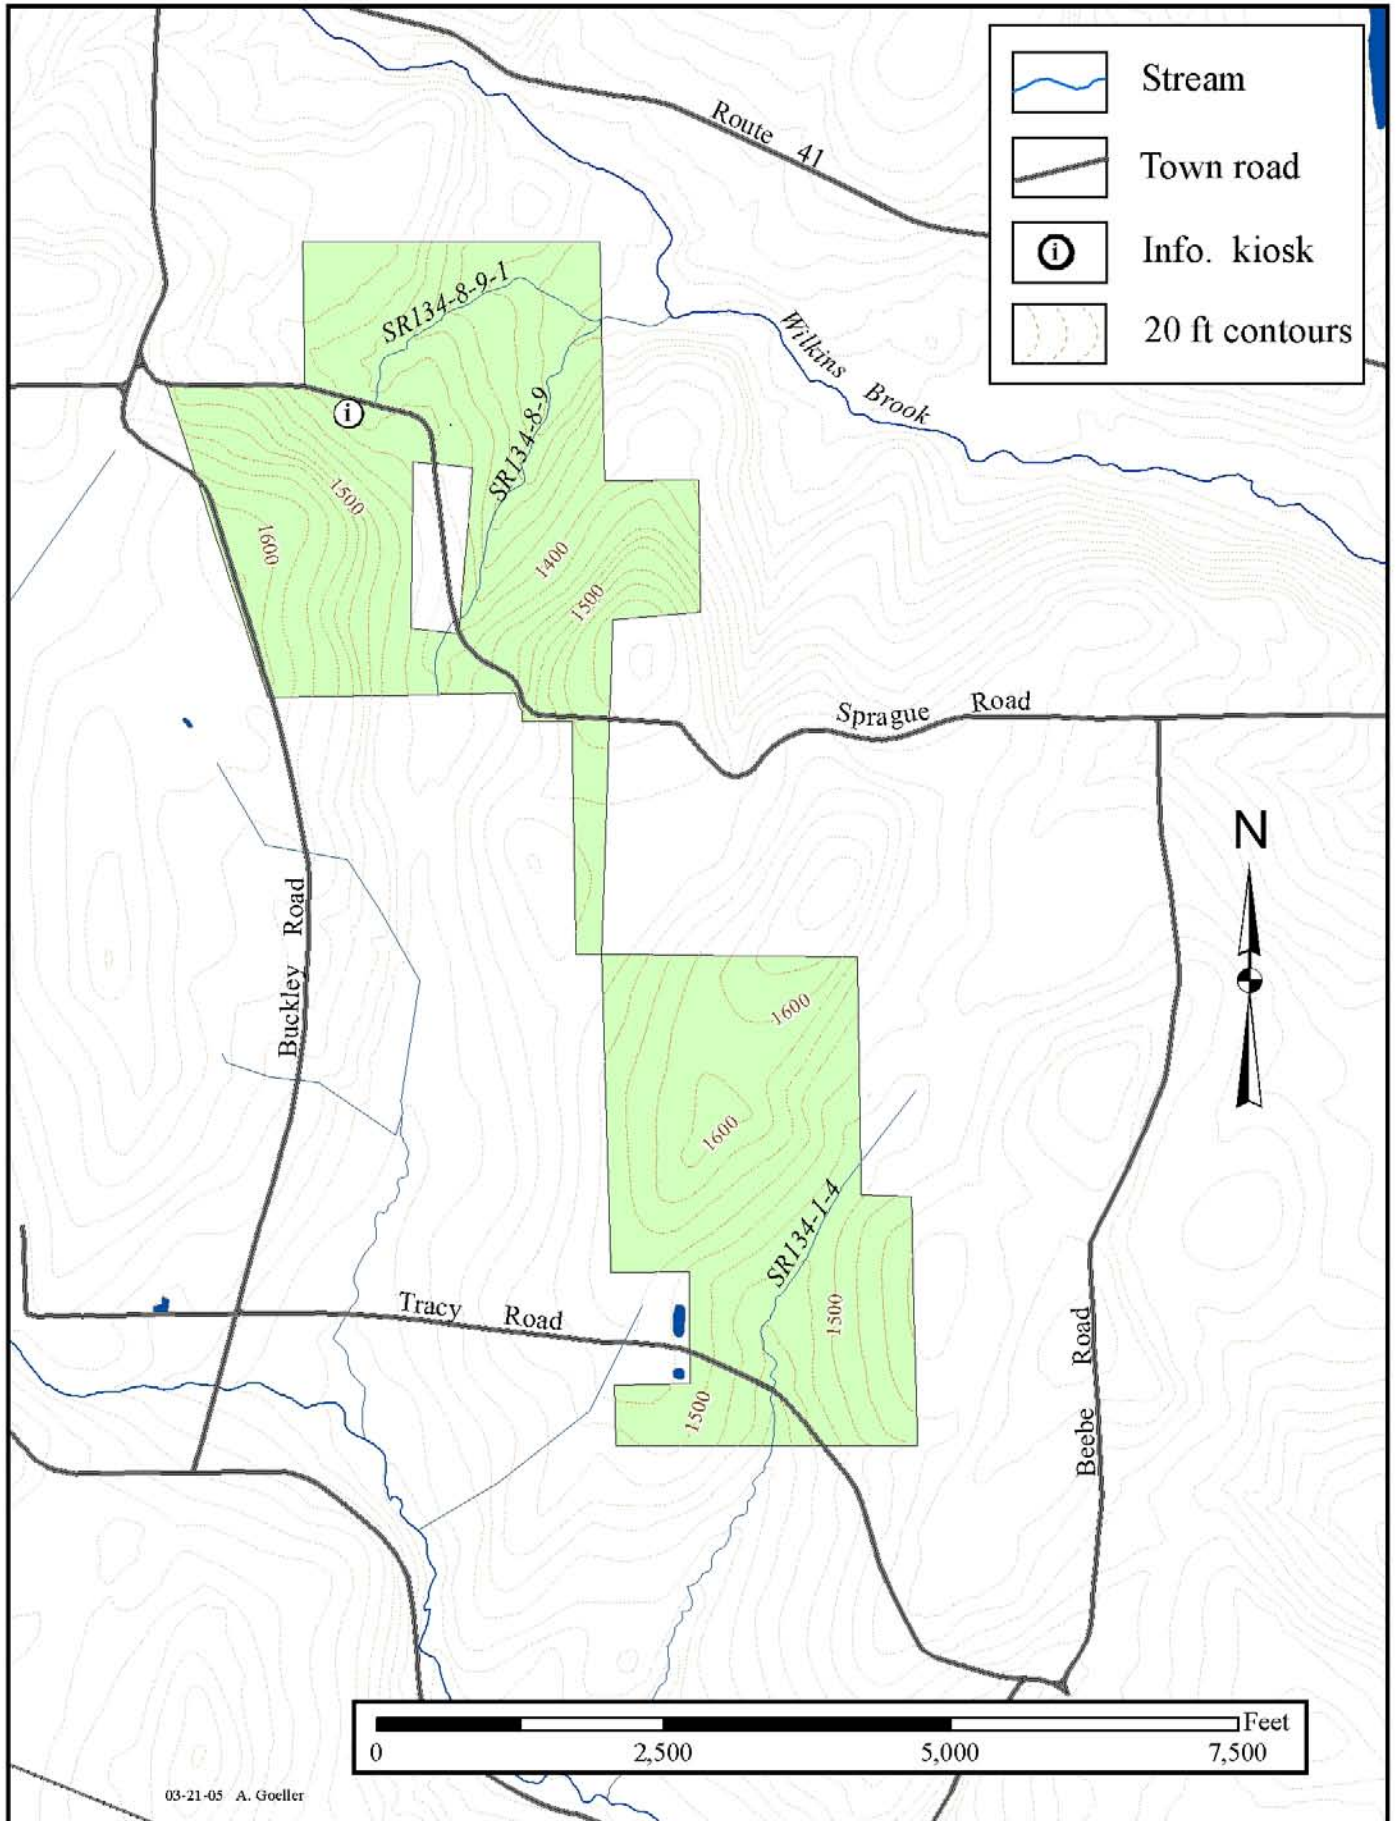 Stream
Town road
i
Info. kiosk
20 ft contours
Route 41
SR134-8-9-1
Wilkins Brook
i
SR134-8-9
1500
1600
1400
1500
Sprague Road
N
Buckley Road
1600
1600
SR134-1-4
Tracy Road
1500
Beebe Road
1500
Feet
0 2,500 5,000 7,500
03-21-05 A. Goeller